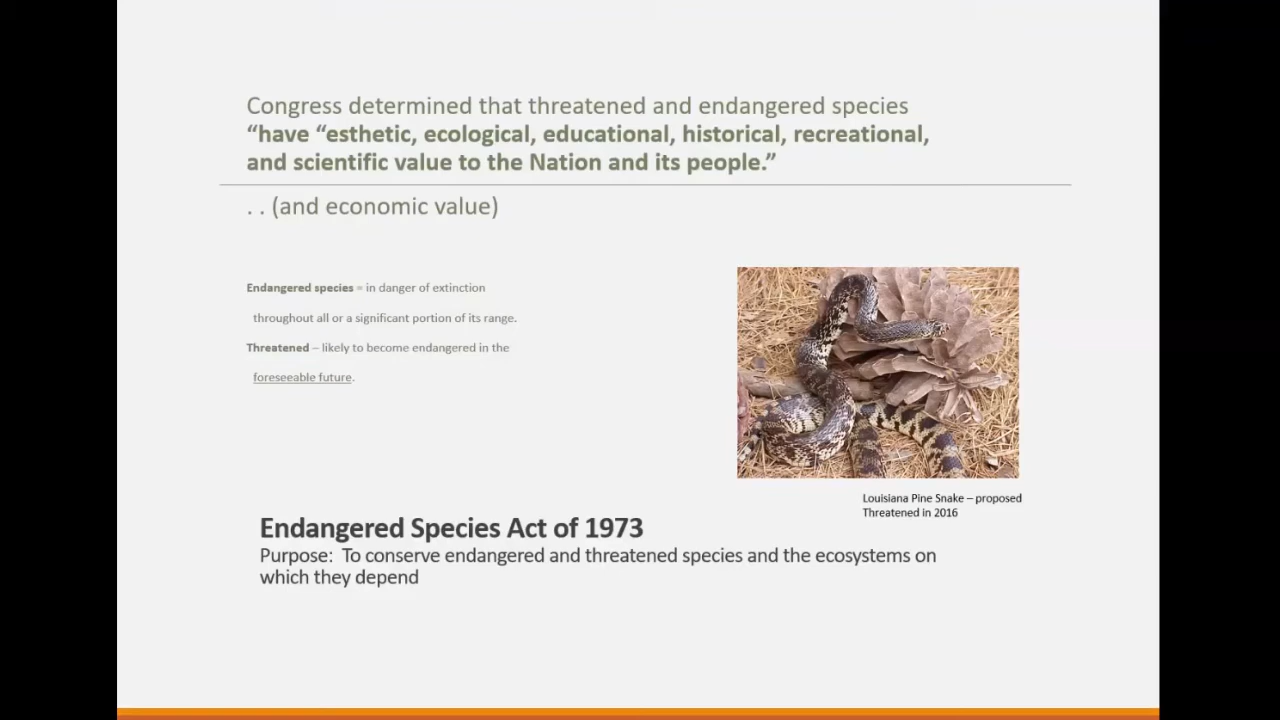 Congress determined that threatened and endangered species
“have “esthetic, ecological, educational, historical, recreational,
and scientific value to the Nation and its people.”
. . (and economic value)
Endangered species = in danger of extinction
throughout all or a significant portion of its range.
Threatened – likely to become endangered in the
foreseeable future.
Louisiana Pine Snake – proposed
Threatened in 2016
Endangered Species Act of 1973
Purpose:  To conserve endangered and threatened species and the ecosystems on
which they depend